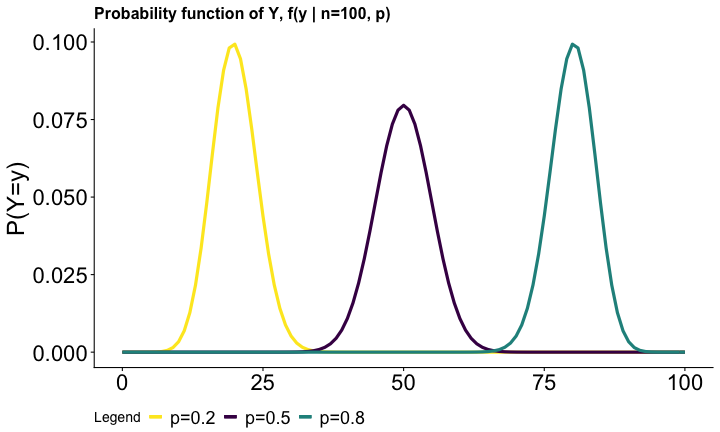 Probability function of Y, f(y | n=100, p)
P(Y=y)
0.100
0.075
0.050
0.025
0.000
0 25 50 75 100
Legend p=0.2 p=0.5 p=0.8